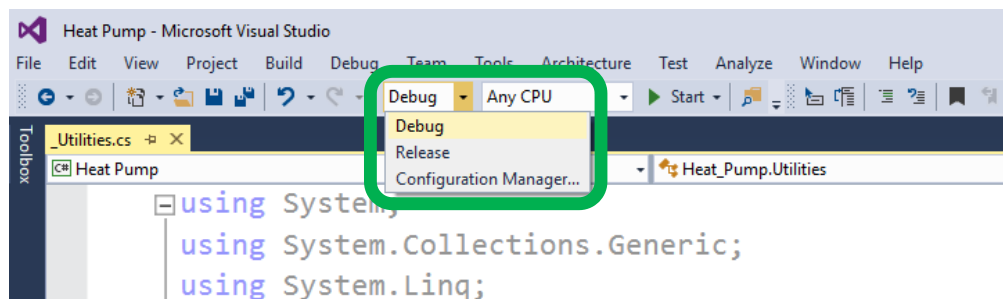 Heat Pump - Microsoft Visual Studio
File Edit View Project Build Debug Team Tools Architecture Test Analyze Window Help
Debug Any CPU Start
Debug
Release
Configuration Manager...
Toolbox
_Utilities.cs
C# Heat Pump Heat_Pump.Utilities
using System;
using System.Collections.Generic;
using System.Linq;